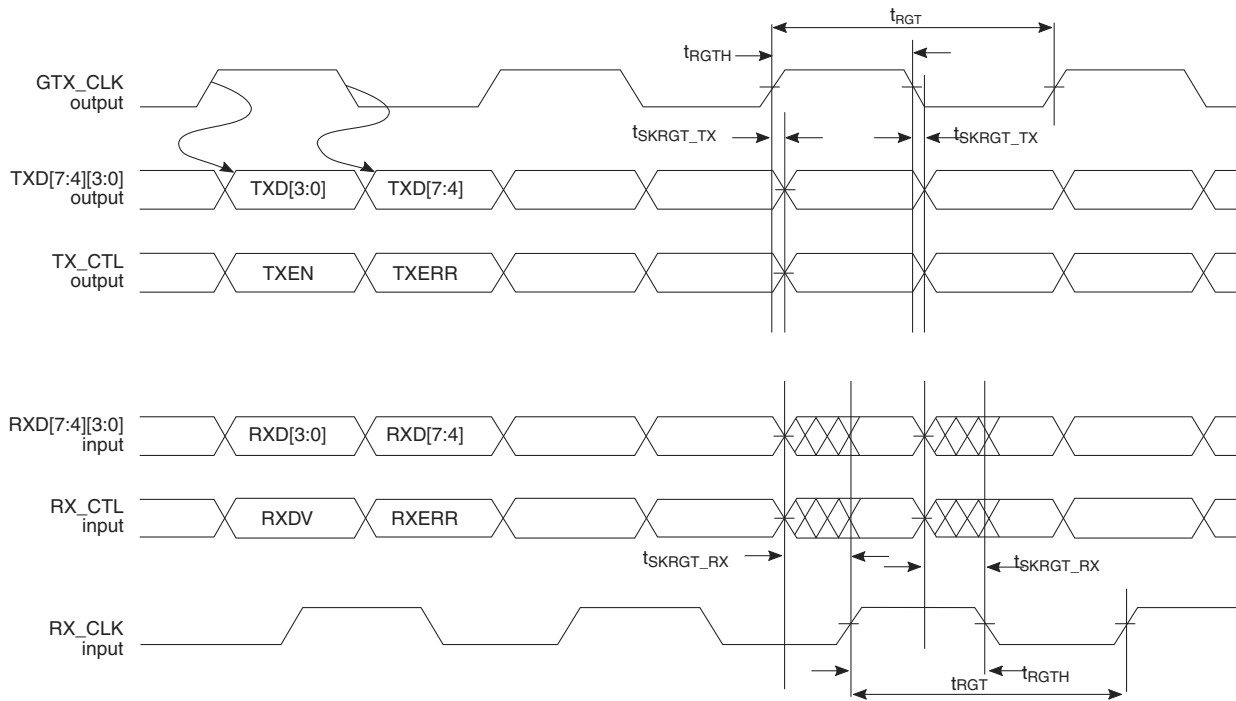 tRGT
tRGTH
GTX_CLK
output
tSKRGT_TX
tSKRGT_TX
TXD[7:4][3:0]
output
TXD[3:0]
TXD[7:4]
TX_CTL
output
TXEN
TXERR
RXD[7:4][3:0]
input
RXD[3:0]
RXD[7:4]
RX_CTL
input
RXDV
RXERR
tSKRGT_RX
tSKRGT_RX
RX_CLK
input
tRGT
tRGTH